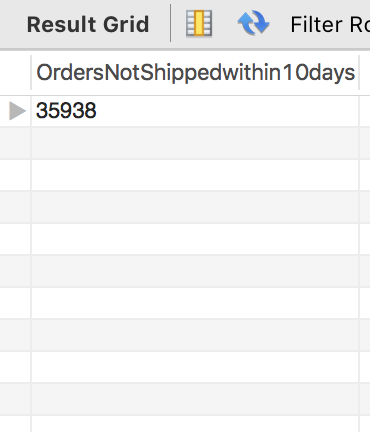 Result Grid Filter Ro
OrdersNotShippedwithin10days
35938